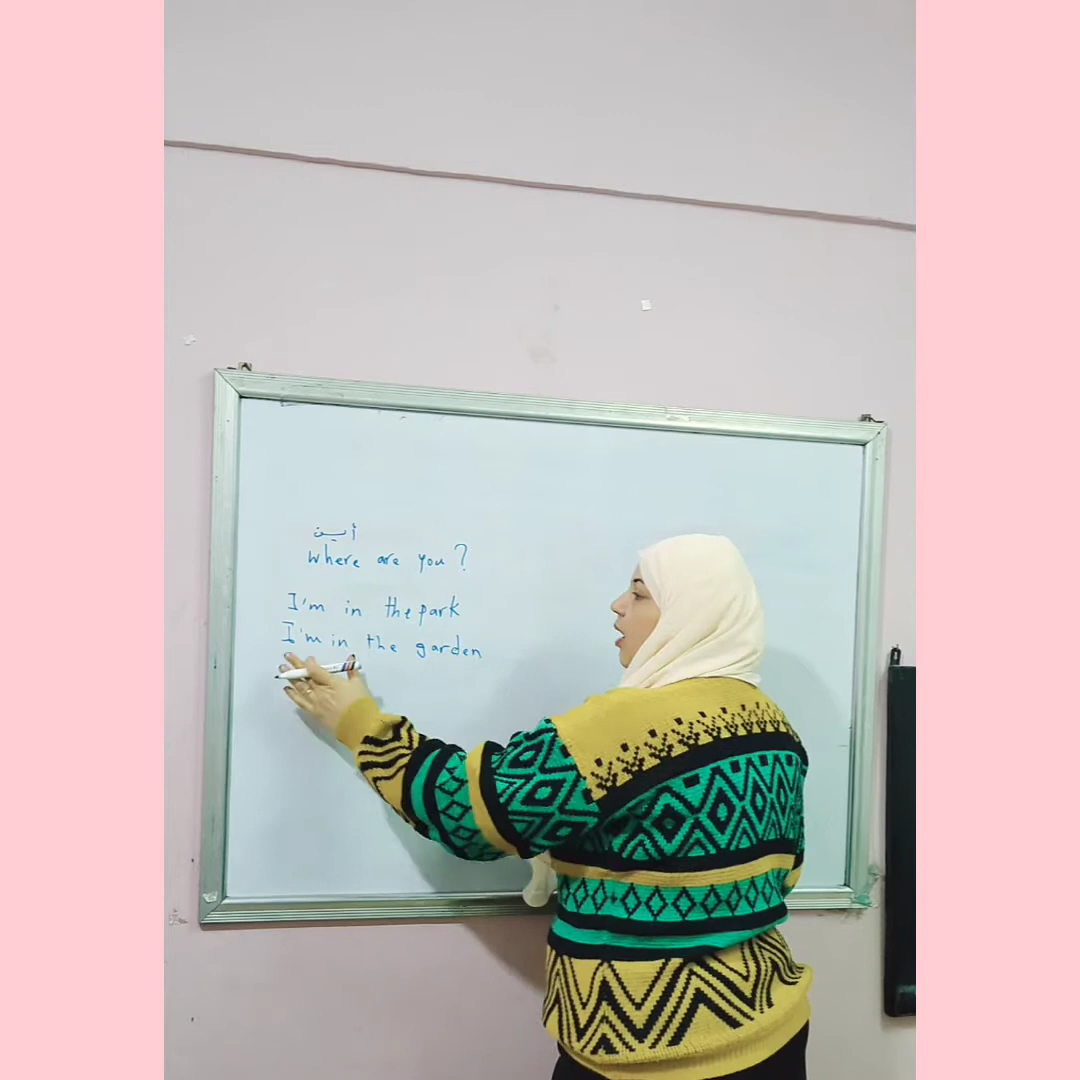 أين
where are you?
I'm in the park
I'm in the garden